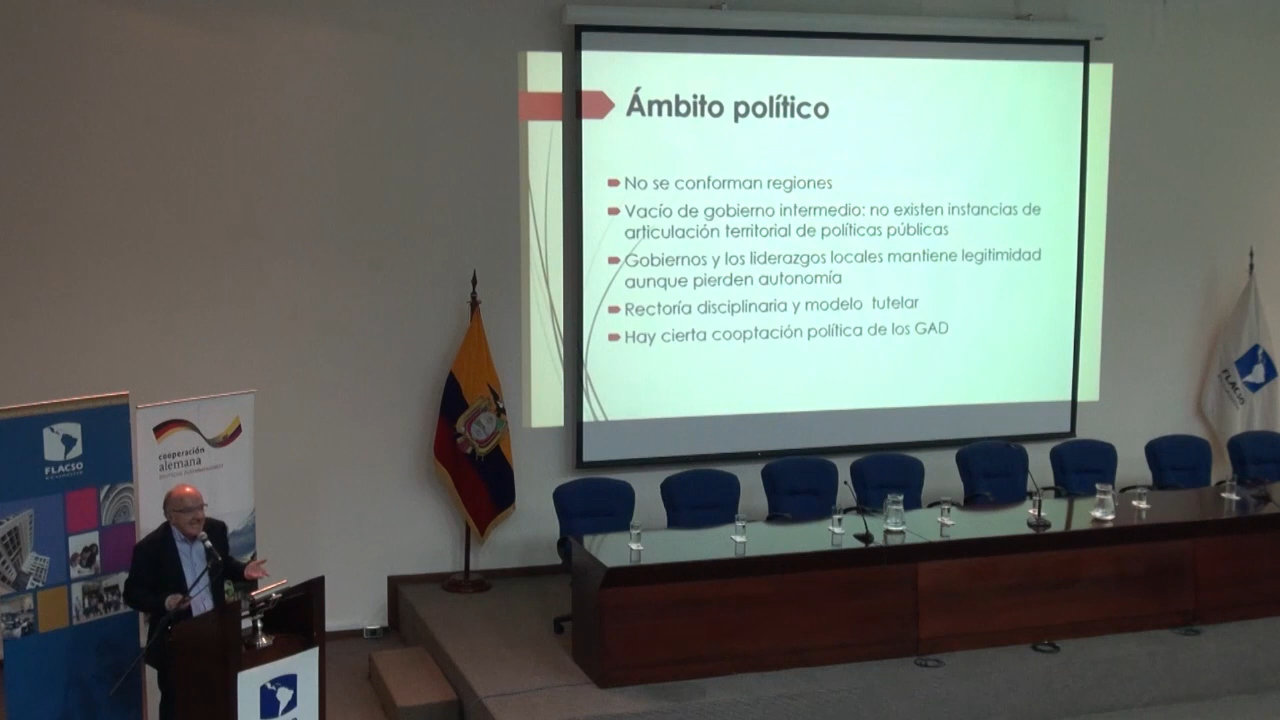 Ámbito político
No se conforman regiones
Vacío de gobierno intermedio: no existen instancias de
articulación territorial de políticas públicas
Gobiernos y los liderazgos locales mantiene legitimidad
aunque pierden autonomía
Rectoría disciplinaria y modelo tutelar
Hay cierta cooptación política de los GAD
FLACSO
cooperación
alemana
FLACSO